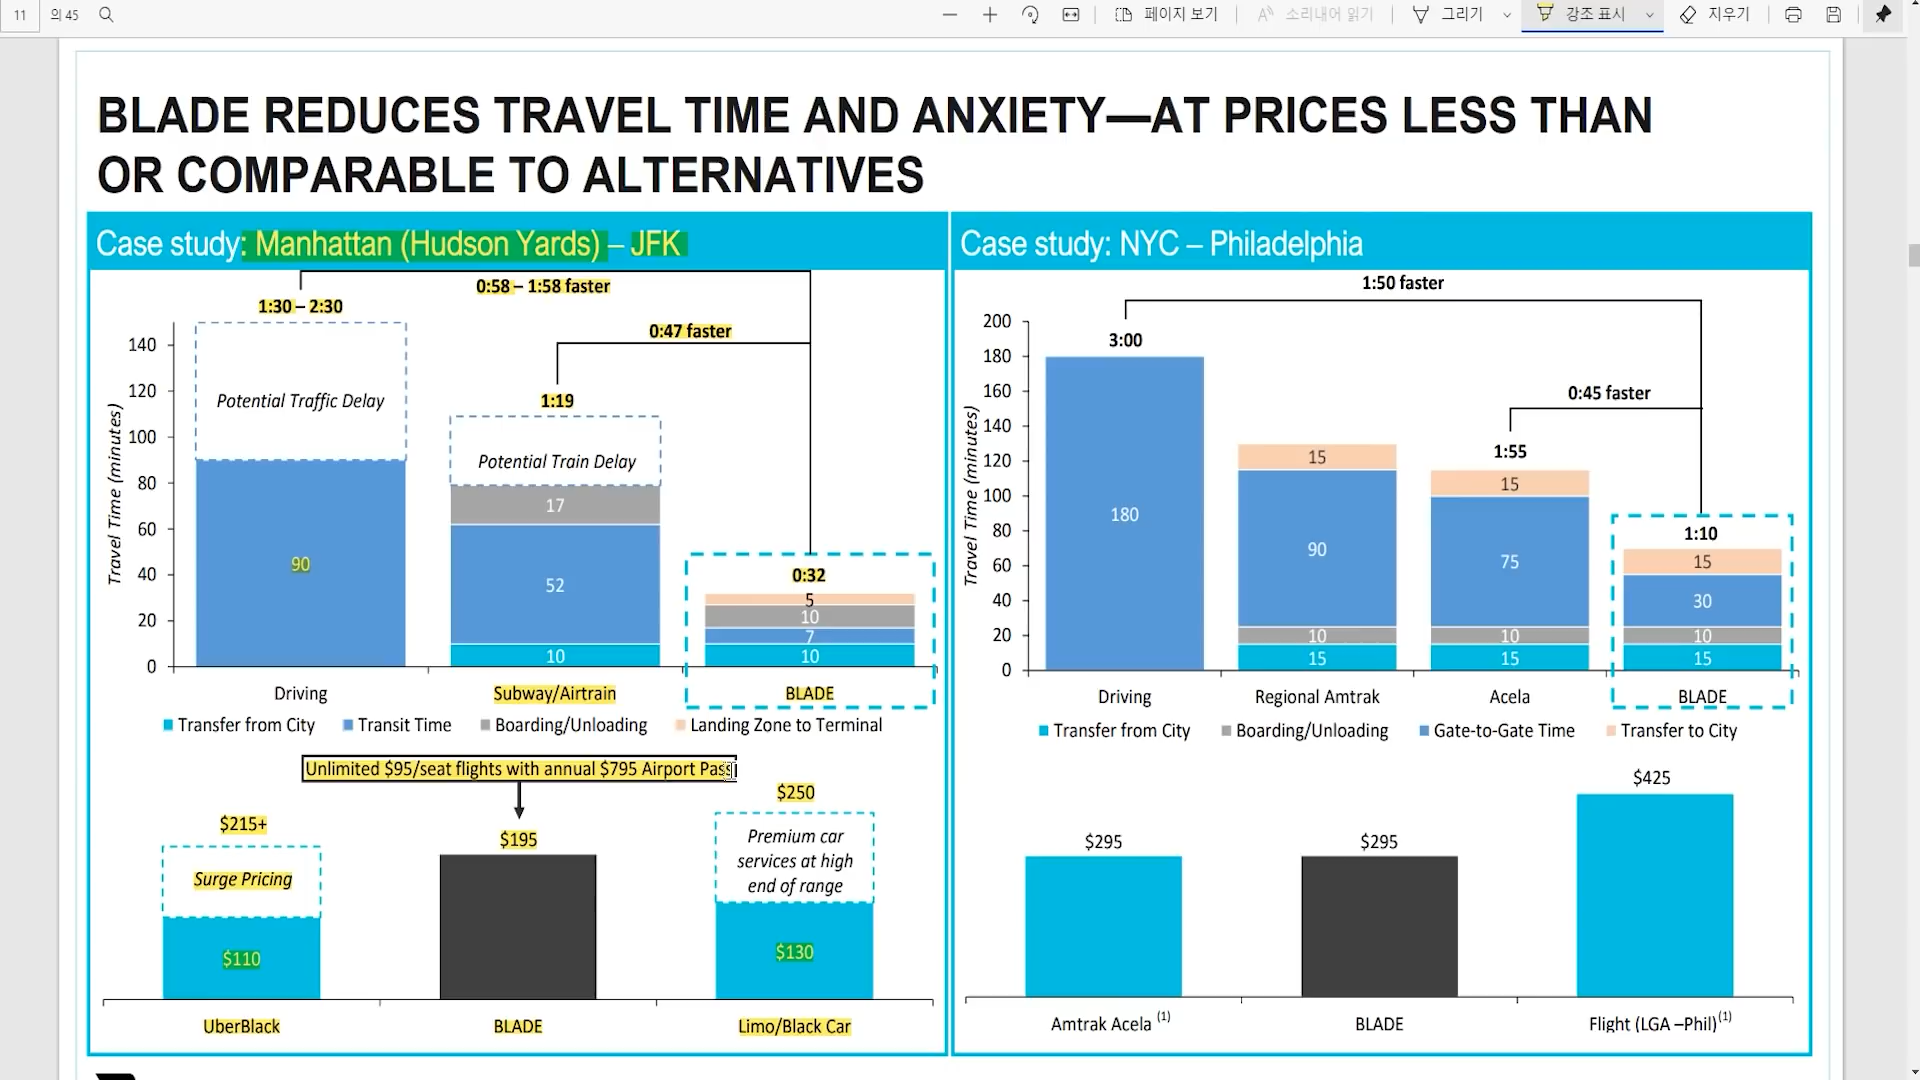 11
의 45
페이지 보기
소리내어 읽기
그리기
강조 표시
지우기
BLADE REDUCES TRAVEL TIME AND ANXIETY—AT PRICES LESS THAN
OR COMPARABLE TO ALTERNATIVES
Case study: Manhattan (Hudson Yards) – JFK
0:58 – 1:58 faster
1:30 – 2:30
0:47 faster
1:19
140
120
100
80
60
40
20
0
Travel Time (minutes)
Potential Traffic Delay
90
Potential Train Delay
17
52
10
0:32
5
10
7
10
Driving
Subway/Airtrain
BLADE
Transfer from City
Transit Time
Boarding/Unloading
Landing Zone to Terminal
Unlimited $95/seat flights with annual $795 Airport Pass
$215+
Surge Pricing
$110
$195
$250
Premium car
services at high
end of range
$130
UberBlack
BLADE
Limo/Black Car
Case study: NYC – Philadelphia
1:50 faster
3:00
0:45 faster
1:55
1:10
200
180
160
140
120
100
80
60
40
20
0
Travel Time (minutes)
180
15
90
10
15
15
75
10
15
15
30
10
15
Driving
Regional Amtrak
Acela
BLADE
Transfer from City
Boarding/Unloading
Gate-to-Gate Time
Transfer to City
$295
$295
$425
Amtrak Acela (1)
BLADE
Flight (LGA –Phil)(1)